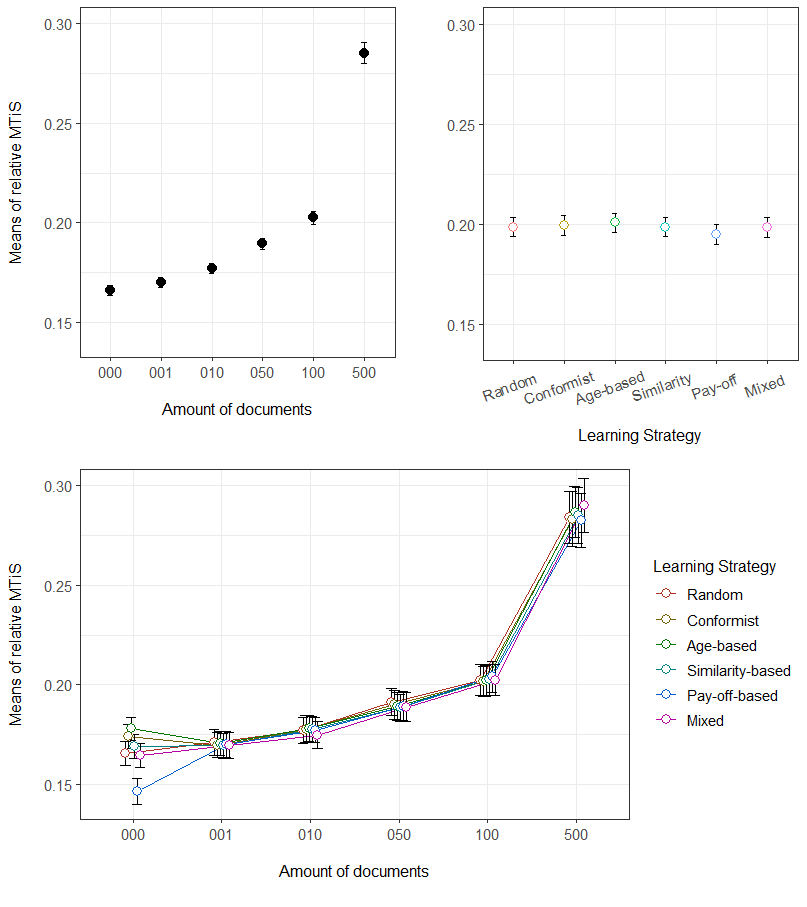 0.30
0.25
0.20
0.15
Means of relative MTiS
000 001 010 050 100 500
Amount of documents
0.30
0.25
0.20
0.15
Random Conformist Age-based Similarity Pay-off Mixed
Learning Strategy
0.30
0.25
0.20
0.15
Means of relative MTiS
000 001 010 050 100 500
Amount of documents
Learning Strategy
Random
Conformist
Age-based
Similarity-based
Pay-off-based
Mixed